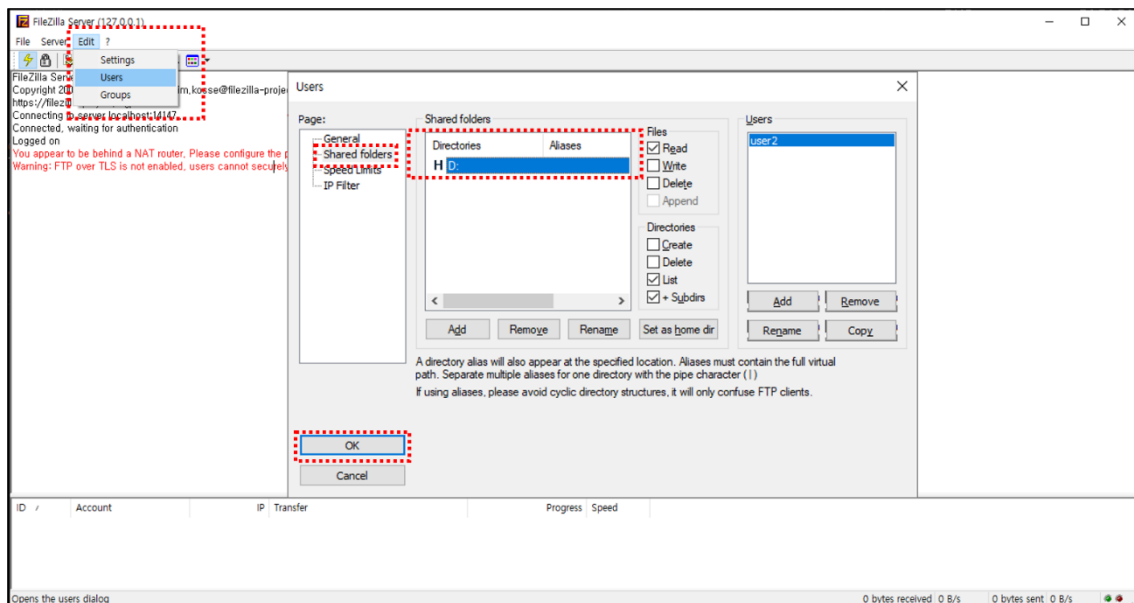 FileZilla Server (127.0.0.1)
File Server Edit ?
Settings
Users
Groups
FileZilla Serv
Copyright 200 im,kosse@filezilla-proje
https://filezil
Connecting to server localhost:14147
Connected, waiting for authentication
Logged on
You appear to be behind a NAT router, Please configure the p
Warning: FTP over TLS is not enabled, users cannot securely
Users
Page:
General
Shared folders
Speed Limits
IP Filter
OK
Cancel
Shared folders
Directories Aliases
H D:
Add Remove Rename Set as home dir
Files
Read
Write
Delete
Append
Directories
Create
Delete
List
+ Subdirs
Users
user2
Add Remove
Rename Copy
A directory alias will also appear at the specified location. Aliases must contain the full virtual
path. Separate multiple aliases for one directory with the pipe character (|)
If using aliases, please avoid cyclic directory structures, it will only confuse FTP clients.
ID / Account IP Transfer Progress Speed
Opens the users dialog 0 bytes received 0 B/s 0 bytes sent 0 B/s